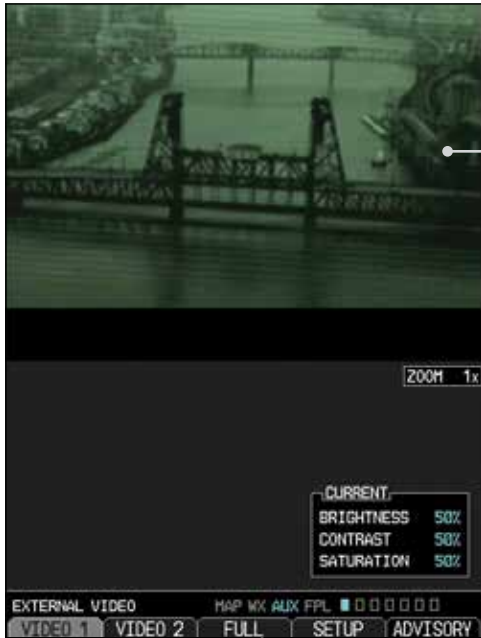 ZOOM 1x
CURRENT
BRIGHTNESS 50%
CONTRAST 50%
SATURATION 50%
EXTERNAL VIDEO MAP WX AUX FPL
VIDEO 1 VIDEO 2 FULL SETUP ADVISORY